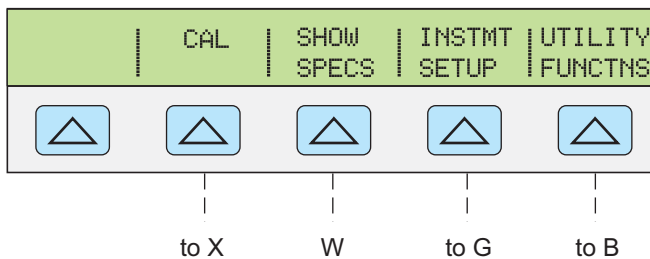 CAL SHOW INSTMT UTILITY
SPECS SETUP FUNCTNS
to X W to G to B